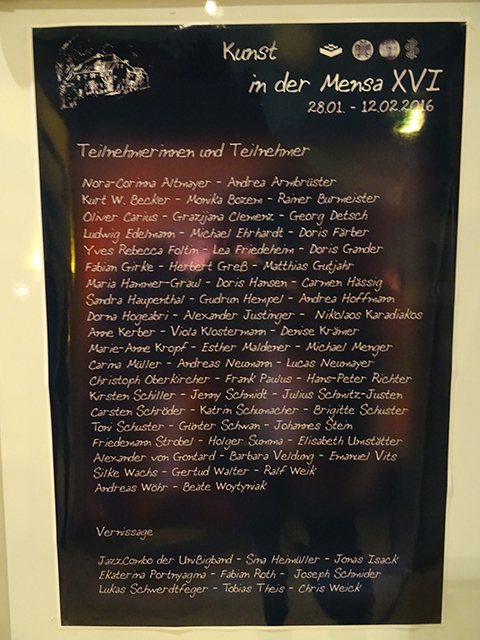 Kunst
in der Mensa XVI
28.01. - 12.02.2016
Teilnehmerinnen und Teilnehmer
Nora-Corinna Altmayer - Andrea Armbrüster
Kurt W. Becker - Monika Bozem - Rainer Burmeister
Oliver Carius - Grazijana Clemenz - Georg Detsch
Ludwig Edelmann - Michael Ehrhardt - Doris Färber
Yves Rebecca Foltin - Lea Friedeheim - Doris Gander
Fabian Girke - Herbert Greß - Matthias Gutjahr
Maria Hammer-Graul - Doris Hansen - Carmen Hässig
Sandra Haupenthal - Gudrun Hempel - Andrea Hoffmann
Dorna Hogeabri - Alexander Justinger - Nikolaos Karadiakos
Anne Kerber - Viola Klostermann - Denise Krämer
Marie-Anne Kropf - Esther Maldener - Michael Menger
Carina Müller - Andreas Neumann - Lucas Neumayer
Christoph Oberkircher - Frank Paulus - Hans-Peter Richter
Kirsten Schiller - Jenny Schmidt - Julius Schmitz-Justen
Carsten Schröder - Katrin Schumacher - Brigitte Schuster
Toni Schuster - Günter Schwan - Johannes Stein
Friedemann Strobel - Holger Summa - Elisabeth Umstätter
Alexander von Gontard - Barbara Veldung - Emanuel Vits
Silke Wachs - Gertud Walter - Ralf Weik
Andreas Wöhr - Beate Woytyniak
Vernissage
JazzCombo der UniBigband - Sina Heimüller - Jonas Isack
Ekaterina Portnyagina - Fabian Roth - Joseph Schnider
Lukas Schwerdtfeger - Tobias Theis - Chris Weick